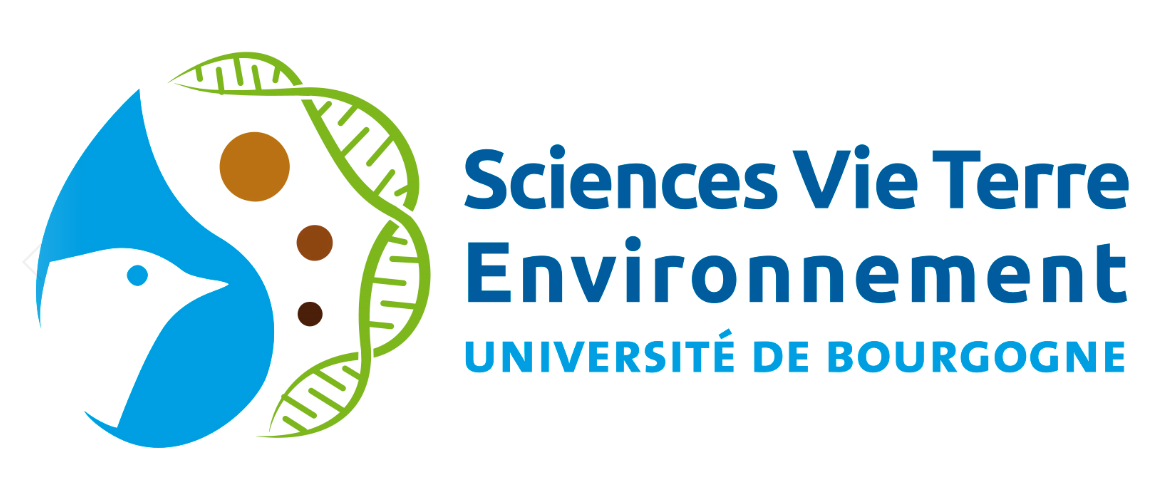 Sciences Vie Terre
Environnement
UNIVERSITÉ DE BOURGOGNE